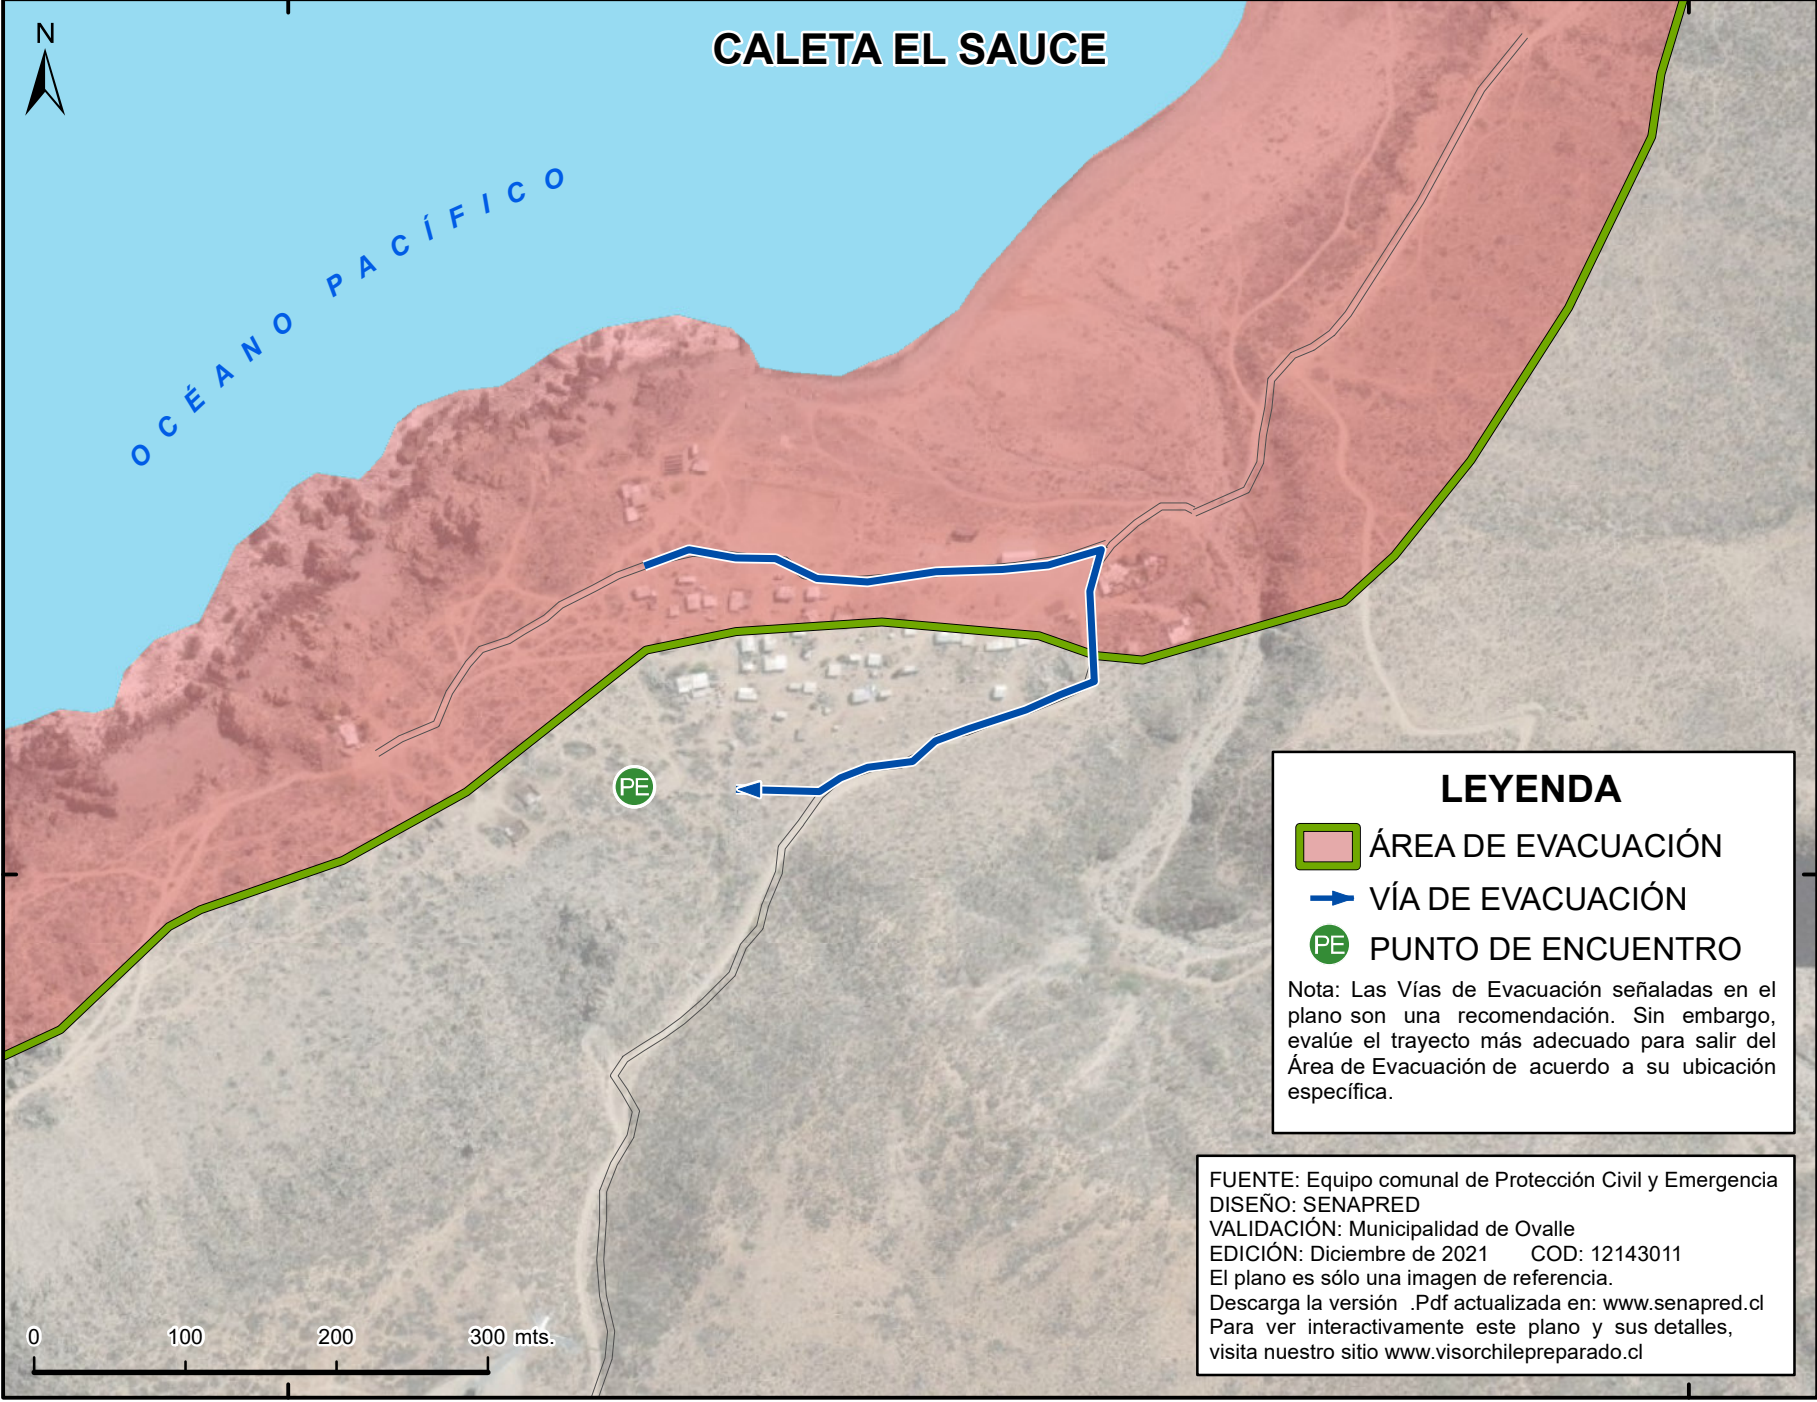 N
CALETA EL SAUCE
OCÉANO PACÍFICO
PE
LEYENDA
ÁREA DE EVACUACIÓN
VÍA DE EVACUACIÓN
PE PUNTO DE ENCUENTRO
Nota: Las Vías de Evacuación señaladas en el
plano son una recomendación. Sin embargo,
evalúe el trayecto más adecuado para salir del
Área de Evacuación de acuerdo a su ubicación
específica.
FUENTE: Equipo comunal de Protección Civil y Emergencia
DISEÑO: SENAPRED
VALIDACIÓN: Municipalidad de Ovalle
EDICIÓN: Diciembre de 2021 COD: 12143011
El plano es sólo una imagen de referencia.
Descarga la versión .Pdf actualizada en: www.senapred.cl
Para ver interactivamente este plano y sus detalles,
visita nuestro sitio www.visorchilepreparado.cl
0 100 200 300 mts.